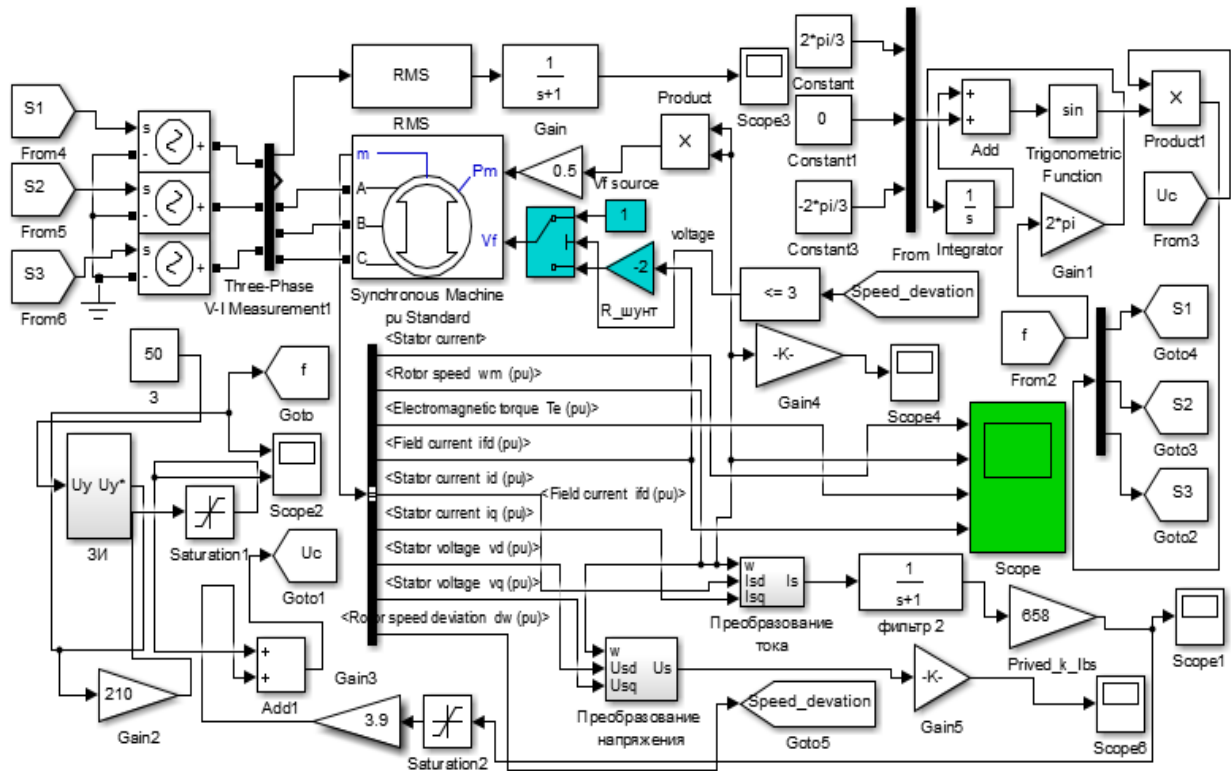 S1
From4
S2
From5
S3
From6
s
-
+
s
-
+
s
-
+
Three-Phase
V-I Measurement1
RMS
RMS
1
s+1
Gain
Scope3
Product
×
m
A
B
C
Pm
Vf
Synchronous Machine
pu Standard
0.5
Vf source
1
-2
R_шунт
voltage
<= 3
Speed_devation
2*pi/3
Constant
0
Constant1
-2*pi/3
Constant3
From
+
+
Add
1
s
Integrator
sin
Trigonometric
Function
2*pi
Gain1
×
Product1
Uc
From3
f
From2
S1
Goto4
S2
Goto3
S3
Goto2
-K-
Gain4
Scope4
Scope
50
3
f
Goto
Uy Uy*
ЗИ
Saturation1
Scope2
Uc
Goto1
+
+
Add1
210
Gain2
Gain3
3.9
Saturation2
<Stator current>
<Rotor speed wm (pu)>
<Electromagnetic torque Te (pu)>
<Field current ifd (pu)>
<Stator current id (pu)>
<Field current ifd (pu)>
<Stator current iq (pu)>
<Stator voltage vd (pu)>
<Stator voltage vq (pu)>
<Rotor speed deviation dw (pu)>
w
Isd
Isq
Is
Преобразование
тока
1
s+1
фильтр 2
658
Prived_k_Ibs
Scope1
w
Usd
Usq
Us
Преобразование
напряжения
Speed_devation
Goto5
-K-
Gain5
Scope6